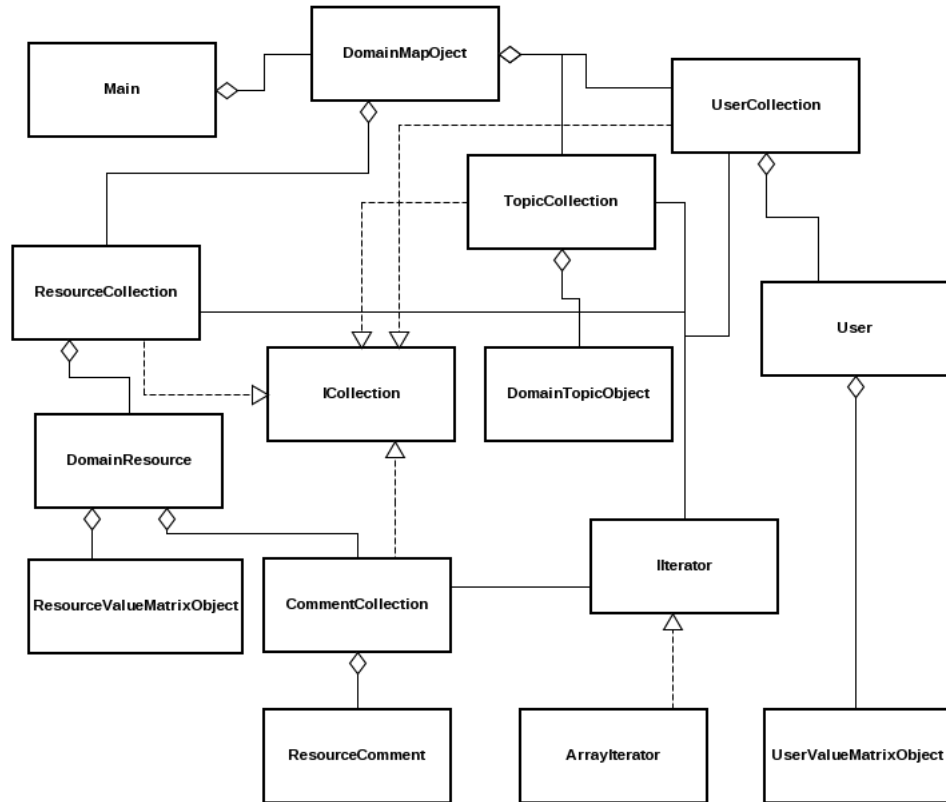 DomainMapOject
Main
UserCollection
TopicCollection
ResourceCollection
User
ICollection
DomainTopicObject
DomainResource
IIterator
ResourceValueMatrixObject
CommentCollection
ResourceComment
ArrayIterator
UserValueMatrixObject